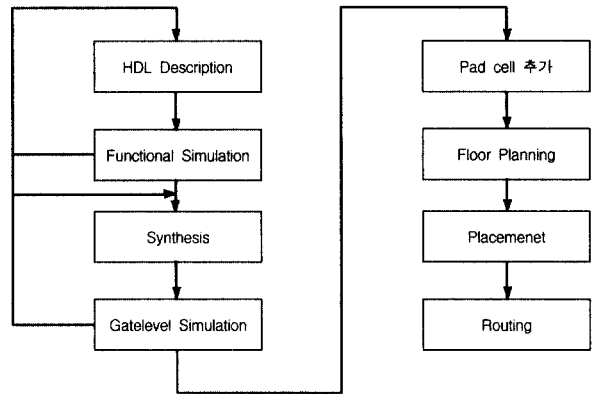 HDL Description
Functional Simulation
Synthesis
Gatelevel Simulation
Pad cell 추가
Floor Planning
Placemenet
Routing